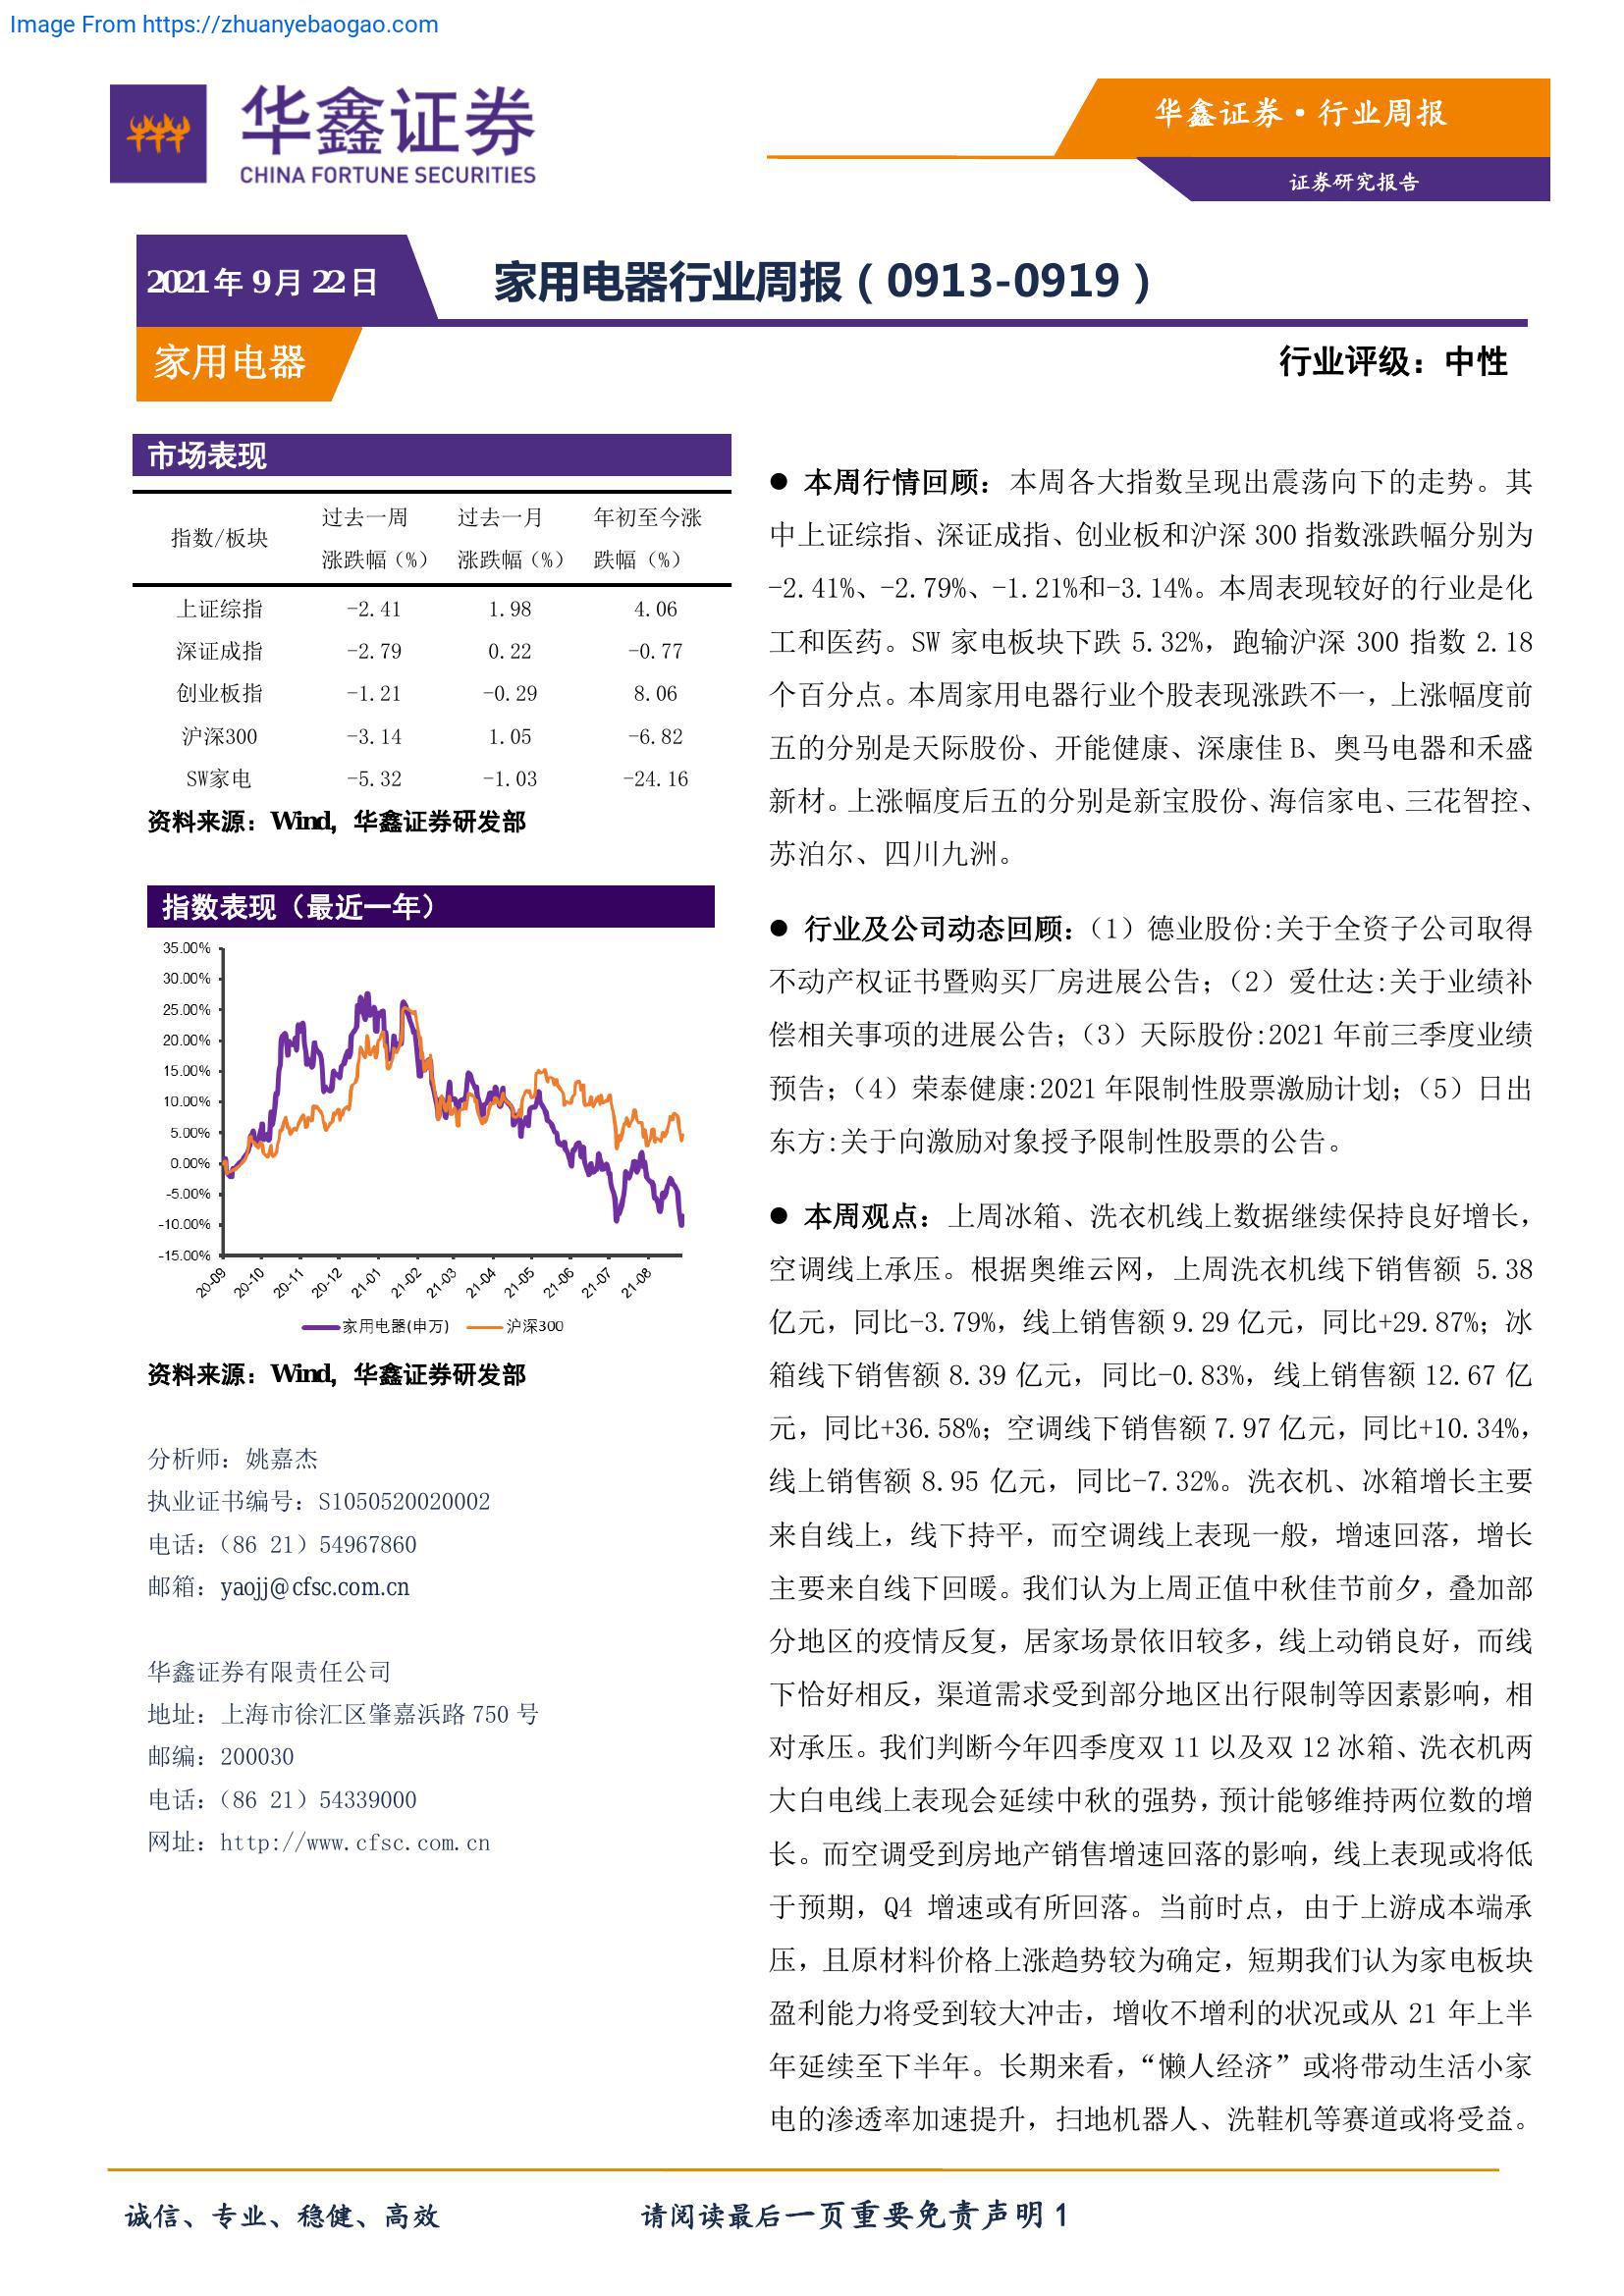 Image From https://zhuanyebaogao.com
华鑫证券
CHINA FORTUNE SECURITIES
华鑫证券·行业周报
证券研究报告
2021年9月22日
家用电器行业周报（0913-0919）
家用电器
行业评级：中性
市场表现
指数/板块 过去一周 过去一月 年初至今涨
涨跌幅（%） 涨跌幅（%） 跌幅（%）
上证综指 -2.41 1.98 4.06
深证成指 -2.79 0.22 -0.77
创业板指 -1.21 -0.29 8.06
沪深300 -3.14 1.05 -6.82
SW家电 -5.32 -1.03 -24.16
资料来源：Wind，华鑫证券研发部
指数表现（最近一年）
35.00%
30.00%
25.00%
20.00%
15.00%
10.00%
5.00%
0.00%
-5.00%
-10.00%
-15.00%
20-09 20-10 20-11 20-12 21-01 21-02 21-03 21-04 21-05 21-06 21-07 21-08
家用电器(申万) 沪深300
资料来源：Wind，华鑫证券研发部
分析师：姚嘉杰
执业证书编号：S1050520020002
电话：（86 21）54967860
邮箱：yaojj@cfsc.com.cn
华鑫证券有限责任公司
地址：上海市徐汇区肇嘉浜路 750 号
邮编：200030
电话：（86 21）54339000
网址：http://www.cfsc.com.cn
● 本周行情回顾：本周各大指数呈现出震荡向下的走势。其
中上证综指、深证成指、创业板和沪深 300 指数涨跌幅分别为
-2.41%、-2.79%、-1.21%和-3.14%。本周表现较好的行业是化
工和医药。SW 家电板块下跌 5.32%，跑输沪深 300 指数 2.18
个百分点。本周家用电器行业个股表现涨跌不一，上涨幅度前
五的分别是天际股份、开能健康、深康佳 B、奥马电器和禾盛
新材。上涨幅度后五的分别是新宝股份、海信家电、三花智控、
苏泊尔、四川九洲。
● 行业及公司动态回顾：（1）德业股份:关于全资子公司取得
不动产权证书暨购买厂房进展公告；（2）爱仕达:关于业绩补
偿相关事项的进展公告；（3）天际股份:2021 年前三季度业绩
预告；（4）荣泰健康:2021 年限制性股票激励计划；（5）日出
东方:关于向激励对象授予限制性股票的公告。
● 本周观点：上周冰箱、洗衣机线上数据继续保持良好增长，
空调线上承压。根据奥维云网，上周洗衣机线下销售额 5.38
亿元，同比-3.79%，线上销售额 9.29 亿元，同比+29.87%；冰
箱线下销售额 8.39 亿元，同比-0.83%，线上销售额 12.67 亿
元，同比+36.58%；空调线下销售额 7.97 亿元，同比+10.34%，
线上销售额 8.95 亿元，同比-7.32%。洗衣机、冰箱增长主要
来自线上，线下持平，而空调线上表现一般，增速回落，增长
主要来自线下回暖。我们认为上周正值中秋佳节前夕，叠加部
分地区的疫情反复，居家场景依旧较多，线上动销良好，而线
下恰好相反，渠道需求受到部分地区出行限制等因素影响，相
对承压。我们判断今年四季度双 11 以及双 12 冰箱、洗衣机两
大白电线上表现会延续中秋的强势，预计能够维持两位数的增
长。而空调受到房地产销售增速回落的影响，线上表现或将低
于预期，Q4 增速或有所回落。当前时点，由于上游成本端承
压，且原材料价格上涨趋势较为确定，短期我们认为家电板块
盈利能力将受到较大冲击，增收不增利的状况或从 21 年上半
年延续至下半年。长期来看，“懒人经济”或将带动生活小家
电的渗透率加速提升，扫地机器人、洗鞋机等赛道或将受益。
诚信、专业、稳健、高效
请阅读最后一页重要免责声明 1